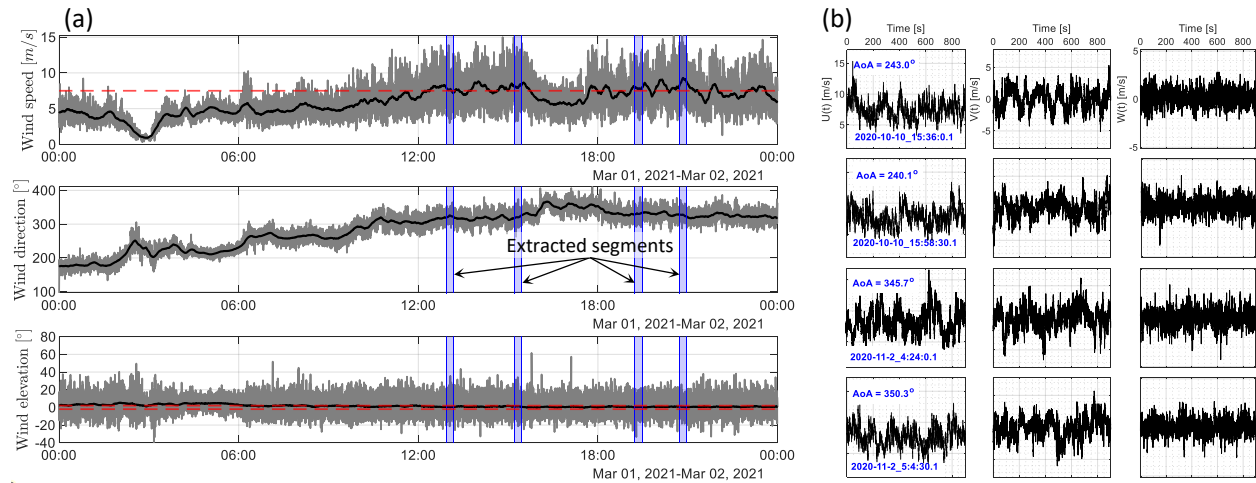 (a)
Wind speed [m/s]
15
10
5
0
00:00 06:00 12:00 18:00 00:00
Mar 01, 2021-Mar 02, 2021
Wind direction [°]
400
300
200
100
Extracted segments
00:00 06:00 12:00 18:00 00:00
Mar 01, 2021-Mar 02, 2021
Wind elevation [°]
80
60
40
20
0
-20
-40
00:00 06:00 12:00 18:00 00:00
Mar 01, 2021-Mar 02, 2021
(b)
Time [s] Time [s] Time [s]
0 200 400 600 800 0 200 400 600 800 0 200 400 600 800
U(t) [m/s]
15
10
5
AoA = 243.0°
2020-10-10_15:36:0.1
V(t) [m/s]
5
0
-5
W(t) [m/s]
5
0
-5
AoA = 240.1°
2020-10-10_15:58:30.1
AoA = 345.7°
2020-11-2_4:24:0.1
AoA = 350.3°
2020-11-2_5:4:30.1